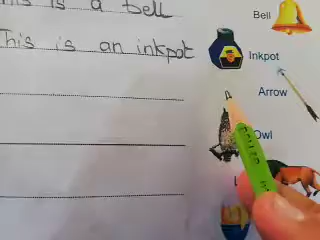 This is a bell
Bell
This is an inkpot
Inkpot
Arrow
Owl